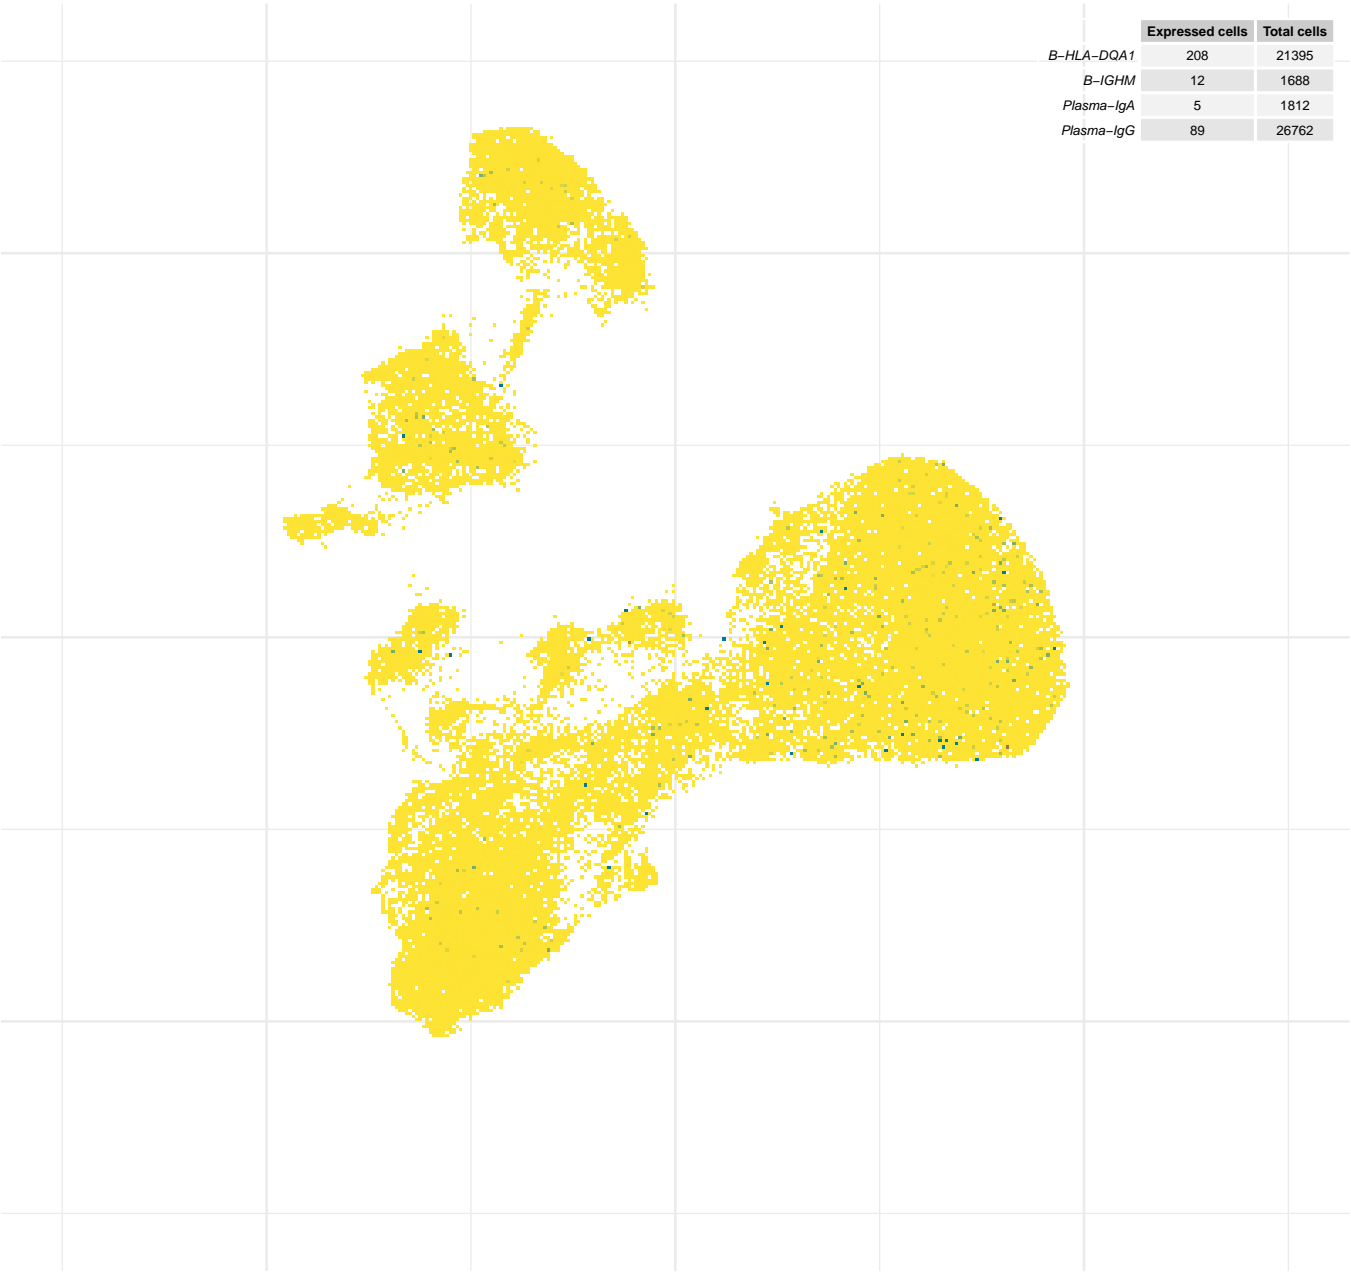 Expressed cells Total cells
B−HLA−DQA1 208 21395
B−IGHM 12 1688
Plasma−IgA 5 1812
Plasma−IgG 89 26762